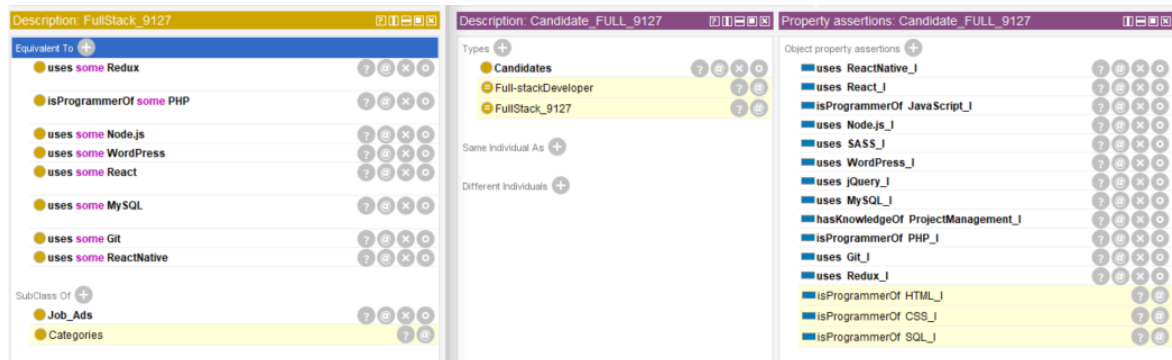 Description: FullStack_9127
Equivalent To
uses some Redux
isProgrammerOf some PHP
uses some Node.js
uses some WordPress
uses some React
uses some MySQL
uses some Git
uses some ReactNative
SubClass Of
Job_Ads
Categories
Description: Candidate_FULL_9127
Types
Candidates
Full-stackDeveloper
FullStack_9127
Same Individual As
Different Individuals
Property assertions: Candidate_FULL_9127
Object property assertions
uses ReactNative_I
uses React_I
isProgrammerOf JavaScript_I
uses Node.js_I
uses SASS_I
uses WordPress_I
uses jQuery_I
uses MySQL_I
hasKnowledgeOf ProjectManagement_I
isProgrammerOf PHP_I
uses Git_I
uses Redux_I
isProgrammerOf HTML_I
isProgrammerOf CSS_I
isProgrammerOf SQL_I